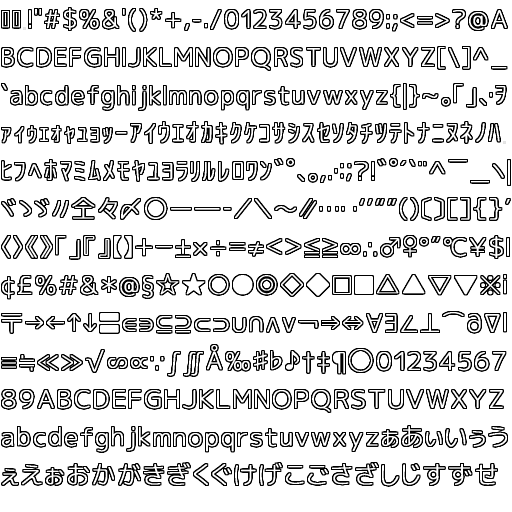 ▯▯!"#$%&'()*+,-./0123456789:;<=>?@A
BCDEFGHIJKLMNOPQRSTUVWXYZ[\]^_
`abcdefghijklmnopqrstuvwxyz{|}~｡｢｣､･ｦ
ｧｨｩｪｫｬｭｮｯｰｱｲｳｴｵｶｷｸｹｺｻｼｽｾｿﾀﾁﾂﾃﾄﾅﾆﾇﾈﾉﾊ
ﾋﾌﾍﾎﾏﾐﾑﾒﾓﾔﾕﾖﾗﾘﾙﾚﾛﾜﾝﾞﾟ、。，．・：；？！゛゜´｀¨＾￣＿ヽ
ヾゝゞ〃仝々〆〇ー―‐／＼～∥｜…‥‘’“”（）〔〕［］｛｝
〈〉《》「」『』【】＋－±×÷＝≠＜＞≦≧∞∴♂♀°′″℃￥＄
￠￡％＃＆＊＠§☆★○●◎◇◆□■△▲▽▼※
〒→←↑↓〓∈∋⊆⊇⊂⊃∪∩∧∨￢⇒⇔∀∃∠⊥⌒∂∇
≡≒≪≫√∽∝∵∫∬Å‰♯♭♪†‡¶◯０１２３４５６７
８９ＡＢＣＤＥＦＧＨＩＪＫＬＭＮＯＰＱＲＳＴＵＶＷＸＹＺ
ａｂｃｄｅｆｇｈｉｊｋｌｍｎｏｐｑｒｓｔｕｖｗｘｙｚぁあぃいぅう
ぇえぉおかがきぎくぐけげこごさざしじすずせ